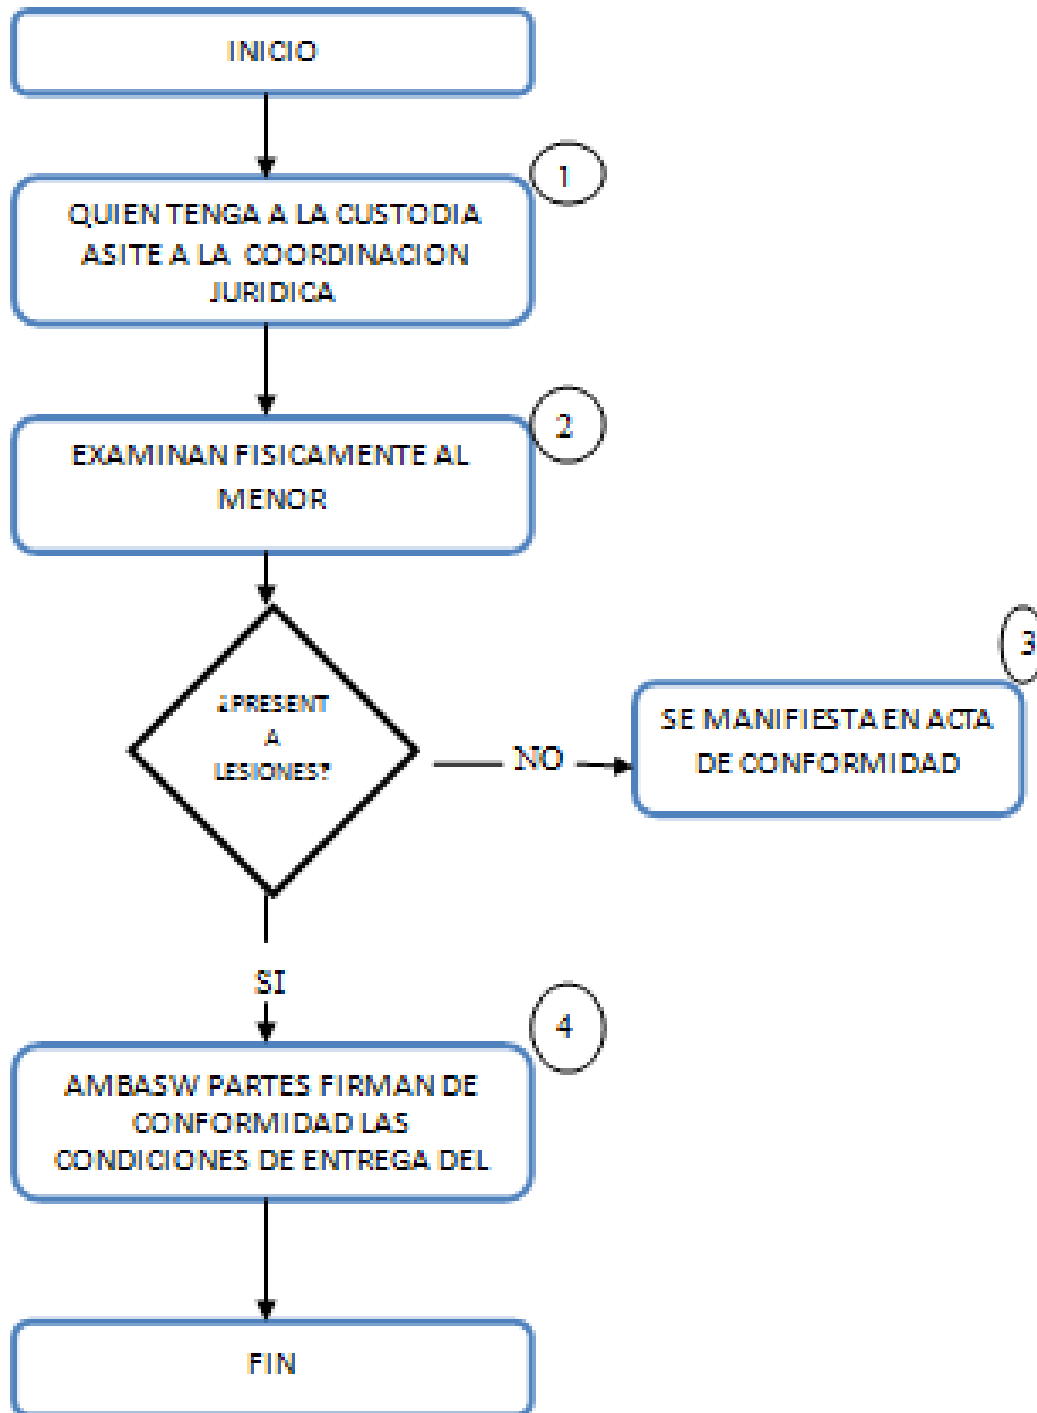 INICIO
1
QUIEN TENGA A LA CUSTODIA
ASITE A LA COORDINACION
JURIDICA
2
EXAMINAN FISICAMENTE AL
MENOR
¿PRESENT
A
LESIONES?
NO
3
SE MANIFIESTA EN ACTA
DE CONFORMIDAD
SI
4
AMBASW PARTES FIRMAN DE
CONFORMIDAD LAS
CONDICIONES DE ENTREGA DEL
FIN